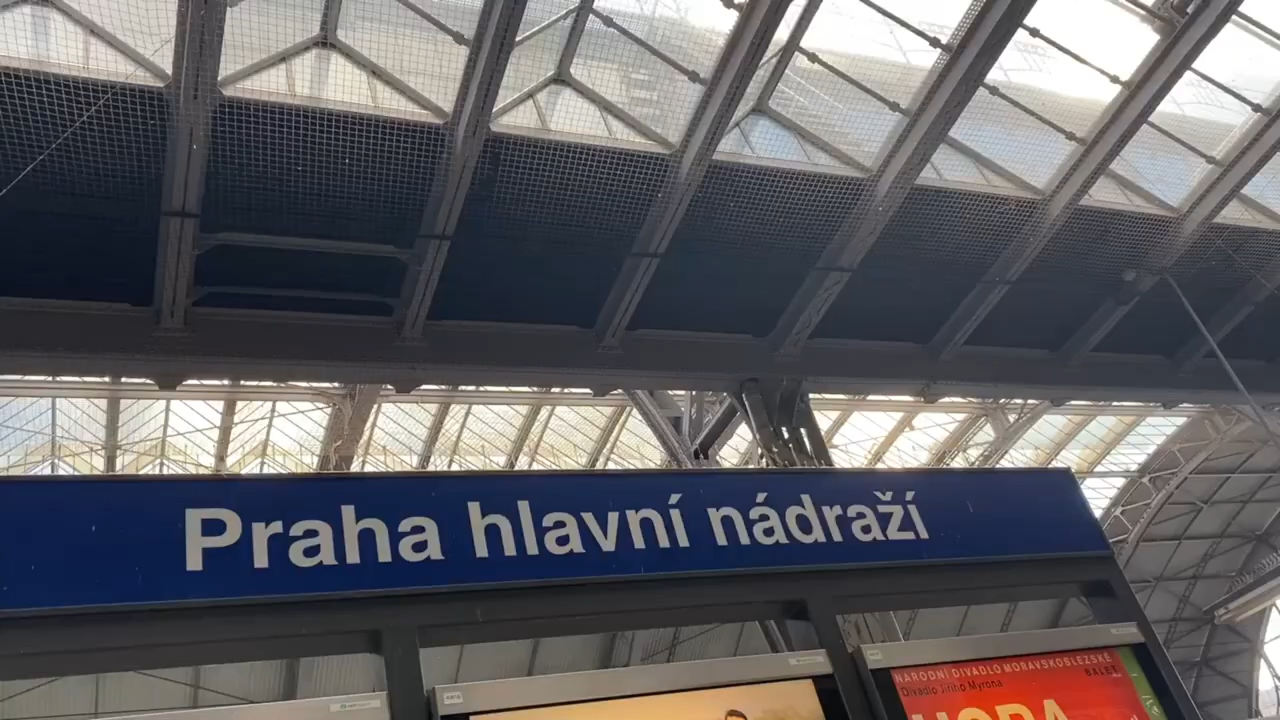 Praha hlavní nádraží
NÁRODNÍ DIVADLO MORAVSKOSLEZSKÉ
BALET
Divadlo Jiřího Myrona